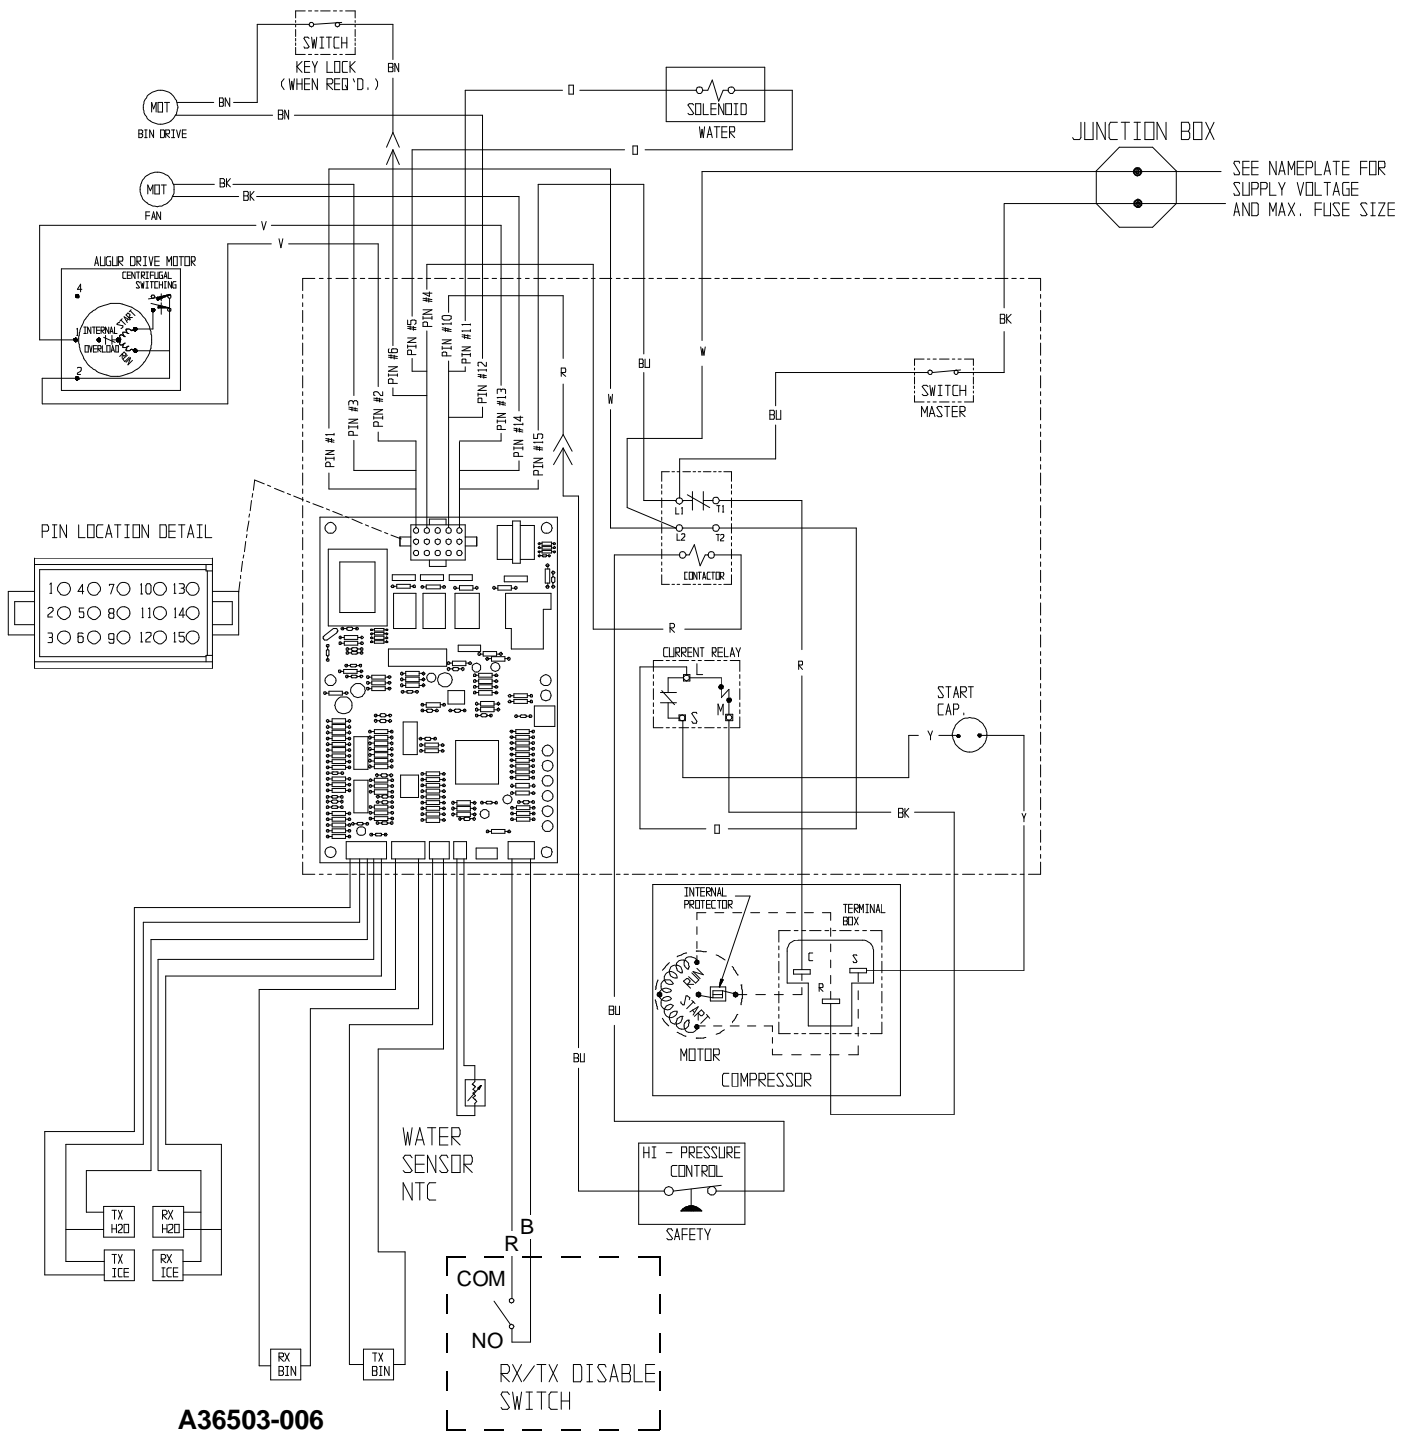 SWITCH
KEY LOCK
(WHEN REQ'D.)
BN
MOT
BIN DRIVE
BN
BN
O
SOLENOID
WATER
O
JUNCTION BOX
SEE NAMEPLATE FOR
SUPPLY VOLTAGE
AND MAX. FUSE SIZE
MOT
FAN
BK
BK
V
V
AUGUR DRIVE MOTOR
CENTRIFUGAL
SWITCHING
4
1
2
INTERNAL
OVERLOAD
START
RUN
PIN #1
PIN #3
PIN #2
PIN #6
PIN #5
PIN #4
PIN #10
PIN #11
PIN #12
PIN #13
PIN #14
PIN #15
R
W
BU
W
BK
BU
SWITCH
MASTER
L1
T1
L2
T2
CONTACTOR
R
PIN LOCATION DETAIL
1 4 7 10 13
2 5 8 11 14
3 6 9 12 15
CURRENT RELAY
L
S
M
R
START
CAP.
Y
O
BK
Y
INTERNAL
PROTECTOR
TERMINAL
BOX
C
S
R
RUN
START
MOTOR
COMPRESSOR
BU
BU
HI - PRESSURE
CONTROL
SAFETY
WATER
SENSOR
NTC
TX
H2O
RX
H2O
TX
ICE
RX
ICE
RX
BIN
TX
BIN
B
R
COM
NO
RX/TX DISABLE
SWITCH
A36503-006